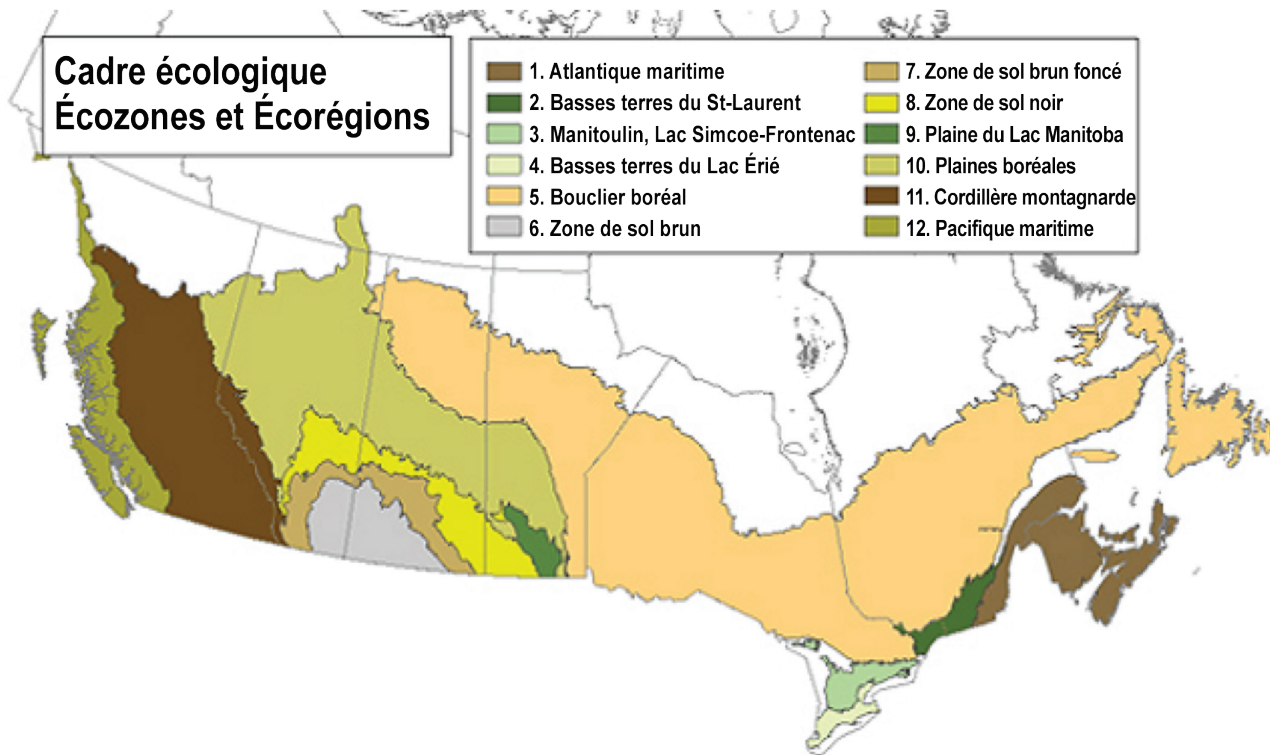 Cadre écologique
Écozones et Écorégions
1. Atlantique maritime
2. Basses terres du St-Laurent
3. Manitoulin, Lac Simcoe-Frontenac
4. Basses terres du Lac Érié
5. Bouclier boréal
6. Zone de sol brun
7. Zone de sol brun foncé
8. Zone de sol noir
9. Plaine du Lac Manitoba
10. Plaines boréales
11. Cordillère montagnarde
12. Pacifique maritime